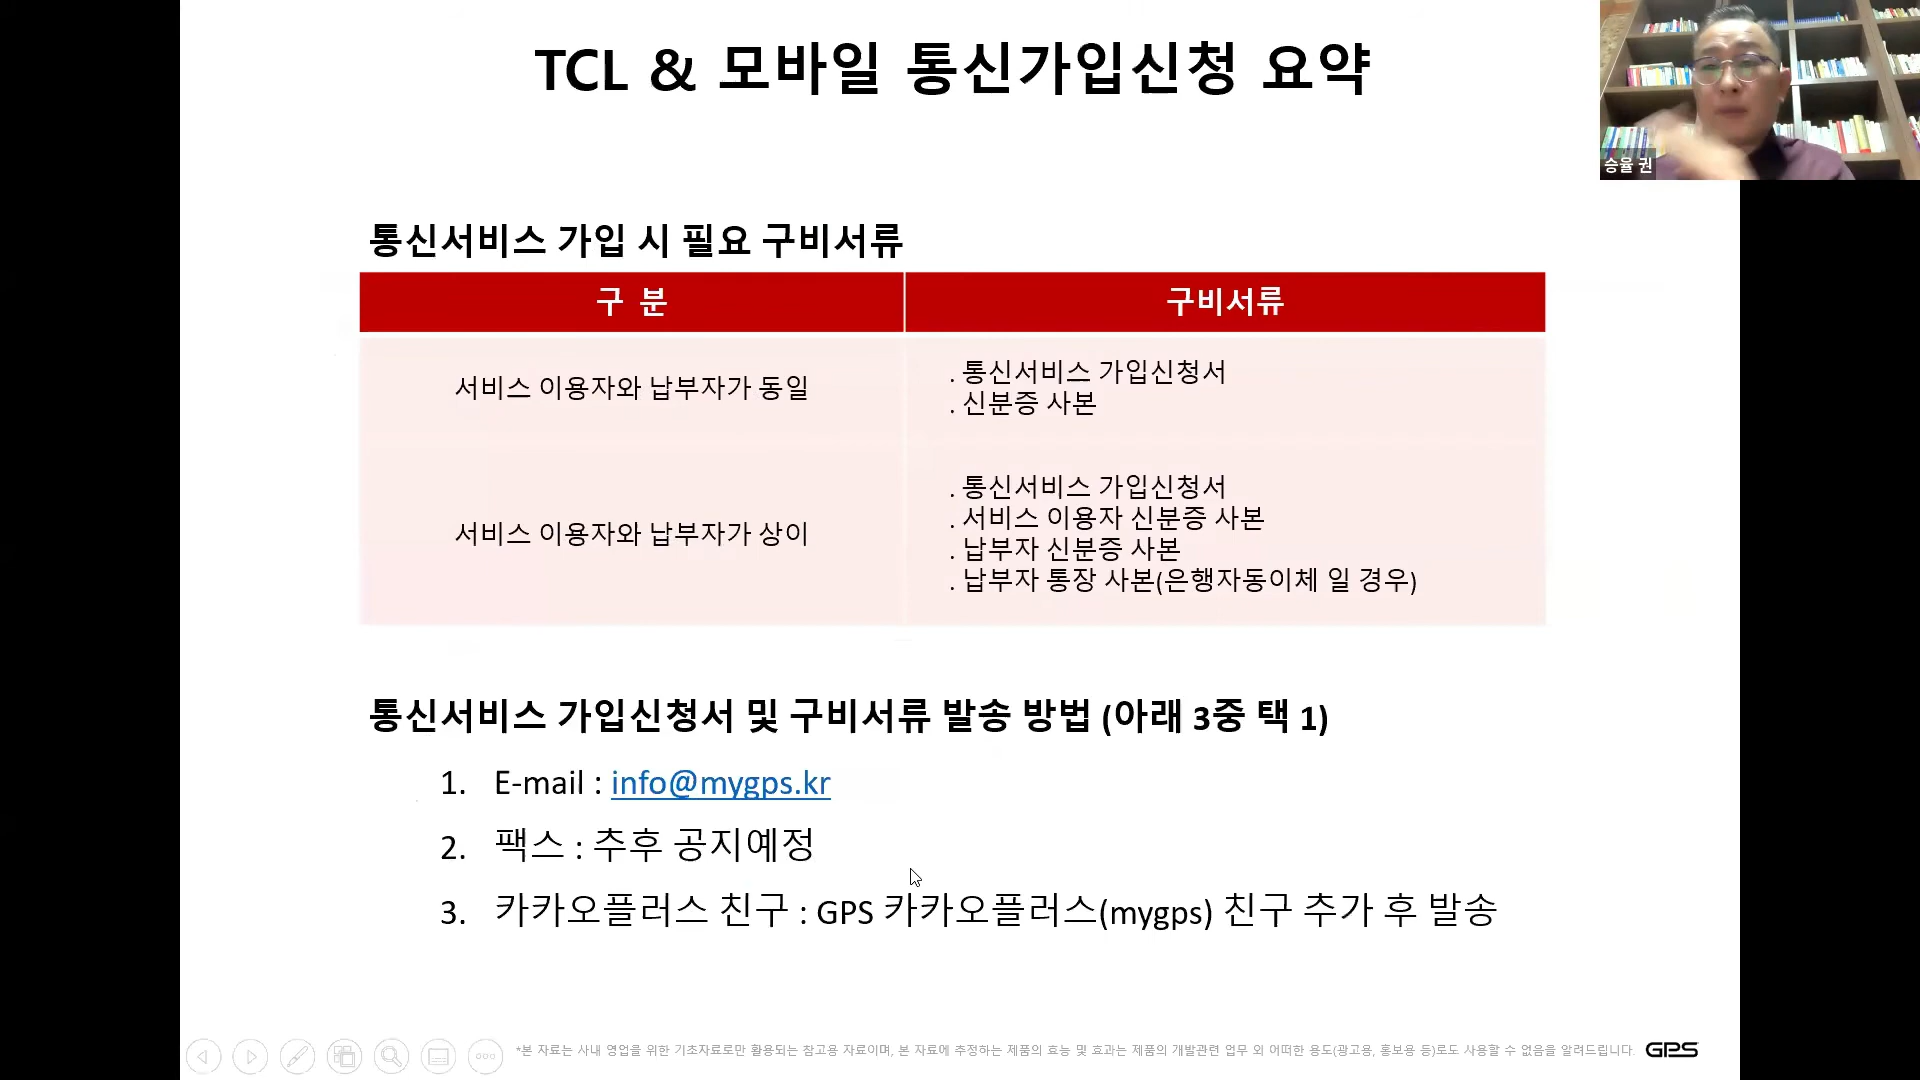 TCL & 모바일 통신가입신청 요약
승율 권
통신서비스 가입 시 필요 구비서류
구 분
구비서류
서비스 이용자와 납부자가 동일
. 통신서비스 가입신청서
. 신분증 사본
서비스 이용자와 납부자가 상이
. 통신서비스 가입신청서
. 서비스 이용자 신분증 사본
. 납부자 신분증 사본
. 납부자 통장 사본(은행자동이체 일 경우)
통신서비스 가입신청서 및 구비서류 발송 방법 (아래 3중 택 1)
1. E-mail : info@mygps.kr
2. 팩스 : 추후 공지예정
3. 카카오플러스 친구 : GPS 카카오플러스(mygps) 친구 추가 후 발송
*본 자료는 사내 영업을 위한 기초자료로만 활용되는 참고용 자료이며, 본 자료에 추정하는 제품의 효능 및 효과는 제품의 개발관련 업무 외 어떠한 용도(광고용, 홍보용 등)로도 사용할 수 없음을 알려드립니다.
GPS